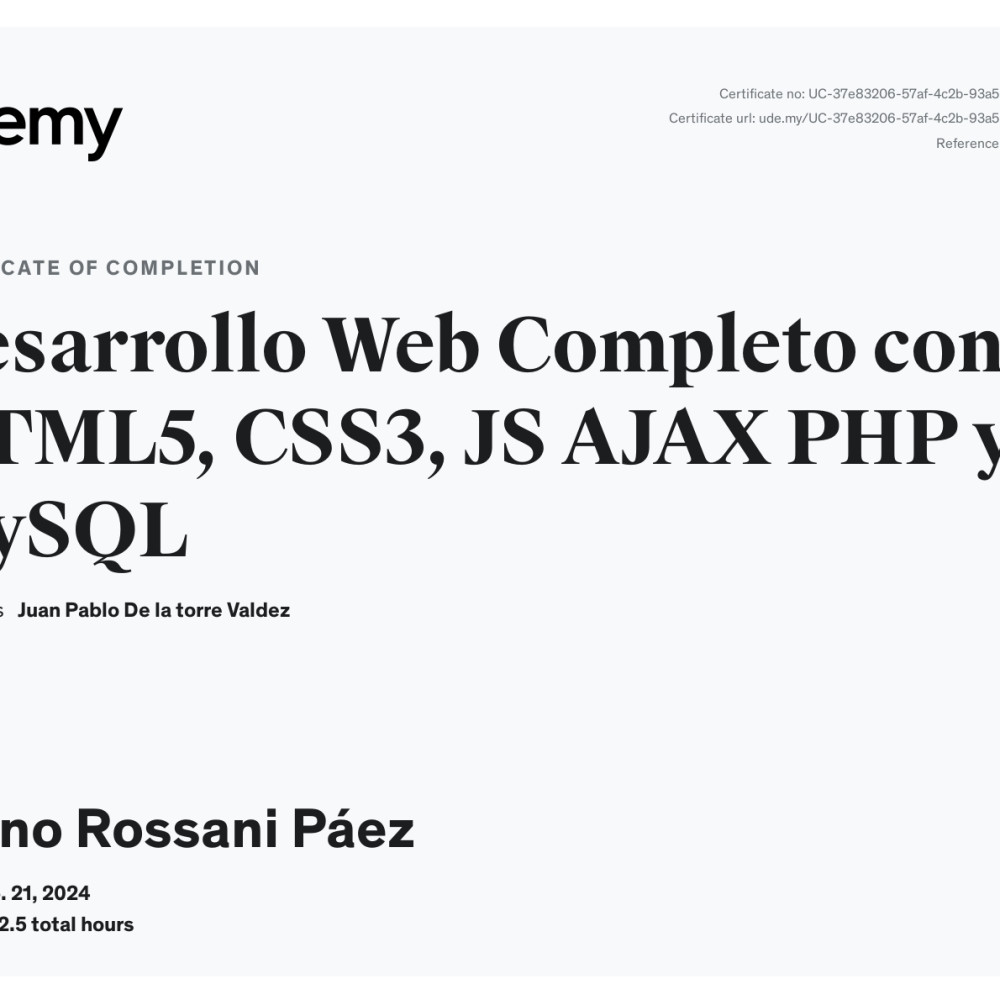 emy
Certificate no: UC-37e83206-57af-4c2b-93a5
Certificate url: ude.my/UC-37e83206-57af-4c2b-93a5
Reference
CATE OF COMPLETION
esarrollo Web Completo con
TML5, CSS3, JS AJAX PHP y
ySQL
s Juan Pablo De la torre Valdez
no Rossani Páez
. 21, 2024
2.5 total hours